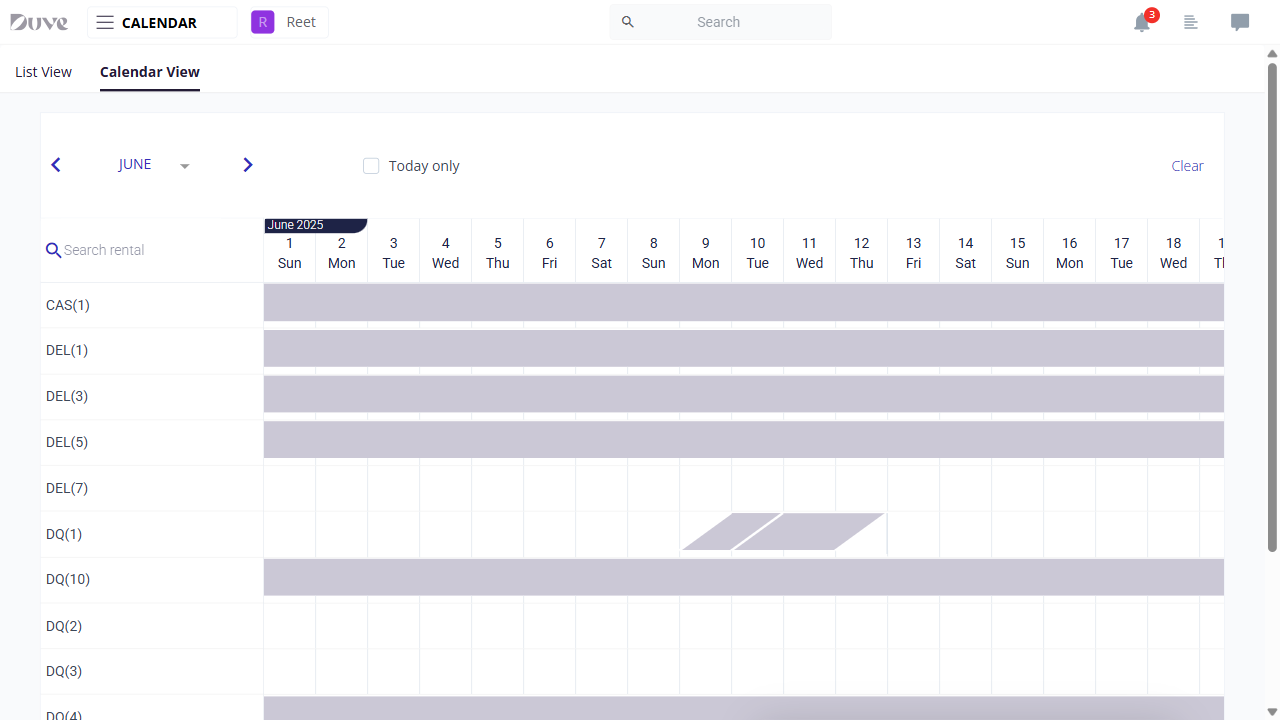 Duve
CALENDAR
R Reet
Search
3
List View
Calendar View
JUNE
Today only
Clear
Search rental
June 2025
1 2 3 4 5 6 7 8 9 10 11 12 13 14 15 16 17 18
Sun Mon Tue Wed Thu Fri Sat Sun Mon Tue Wed Thu Fri Sat Sun Mon Tue Wed
CAS(1)
DEL(1)
DEL(3)
DEL(5)
DEL(7)
DQ(1)
DQ(10)
DQ(2)
DQ(3)
DQ(4)